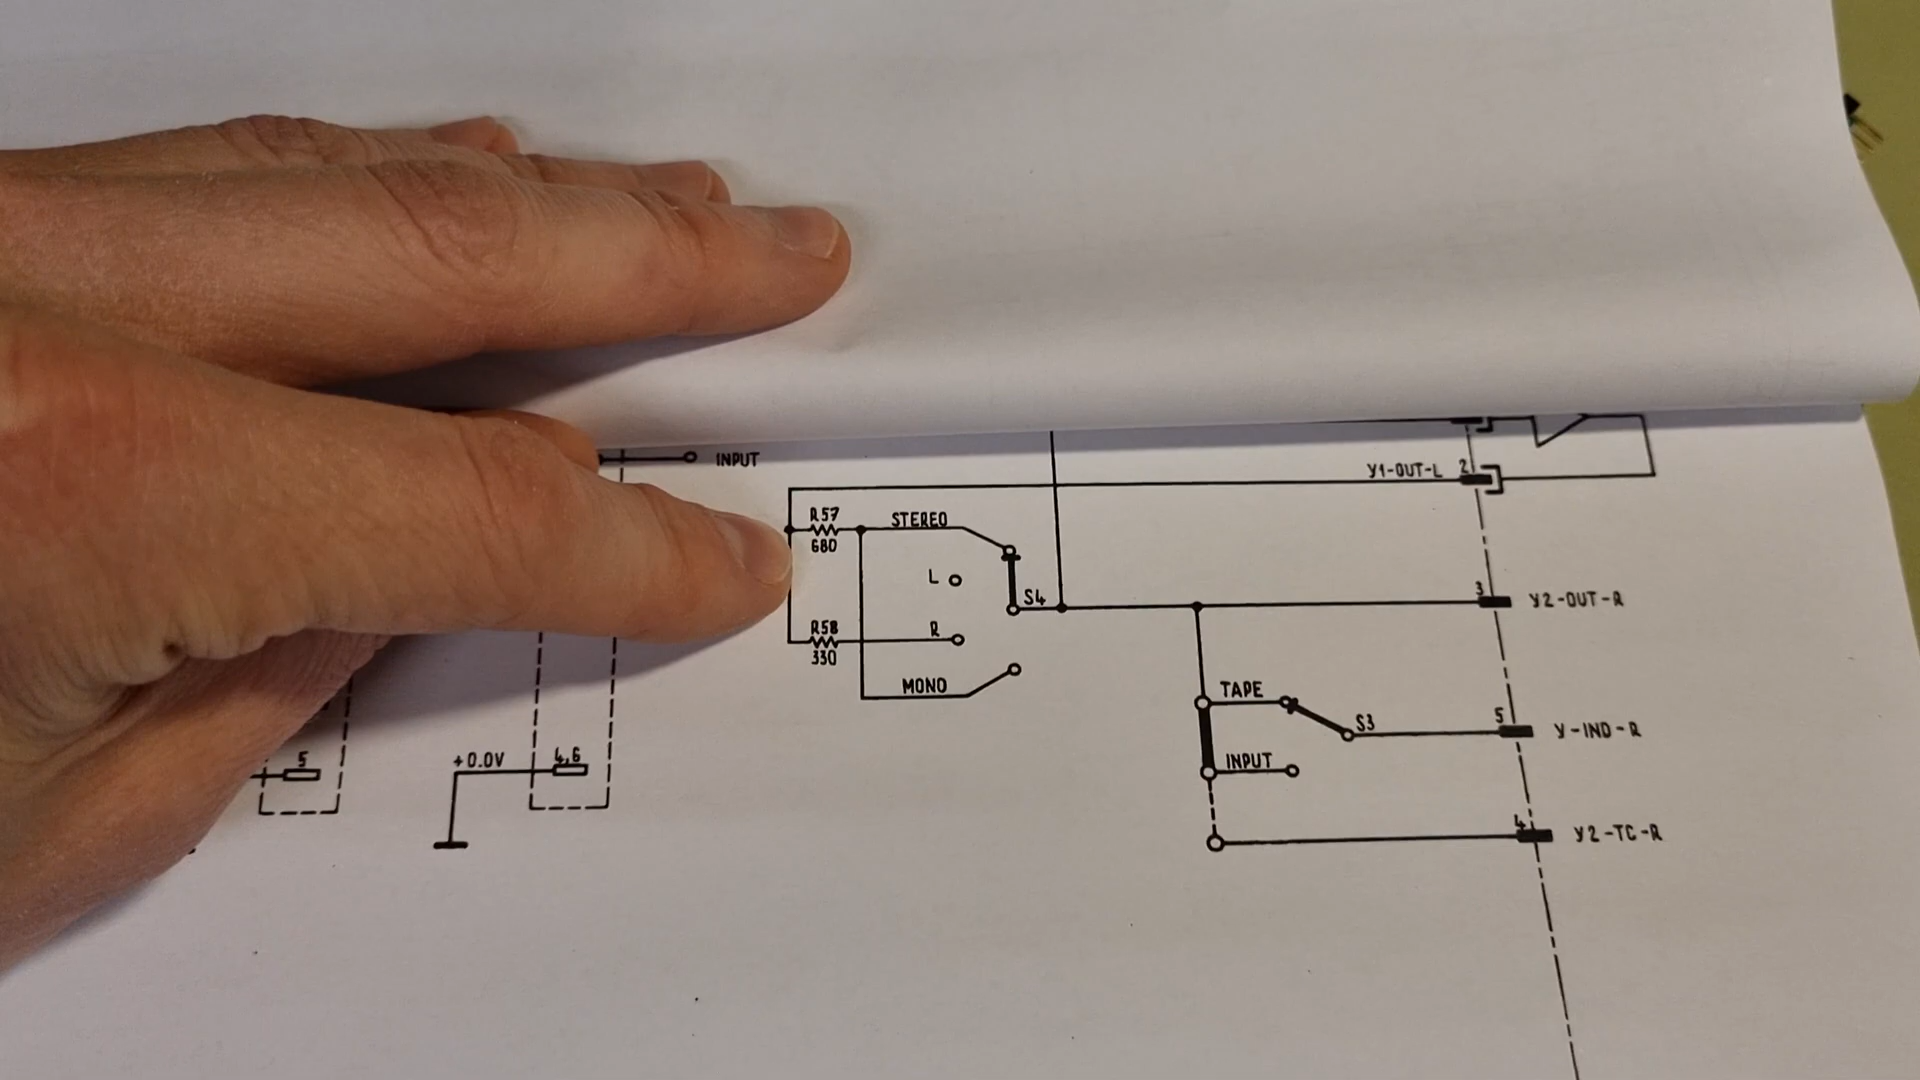 INPUT
Y1-OUT-L 2
R57
680
STEREO
L
S4
R58
330
R
MONO
3 Y2-OUT-R
TAPE
S3
5 Y-IND-R
INPUT
5
+0.0V
4,6
4 Y2-TC-R